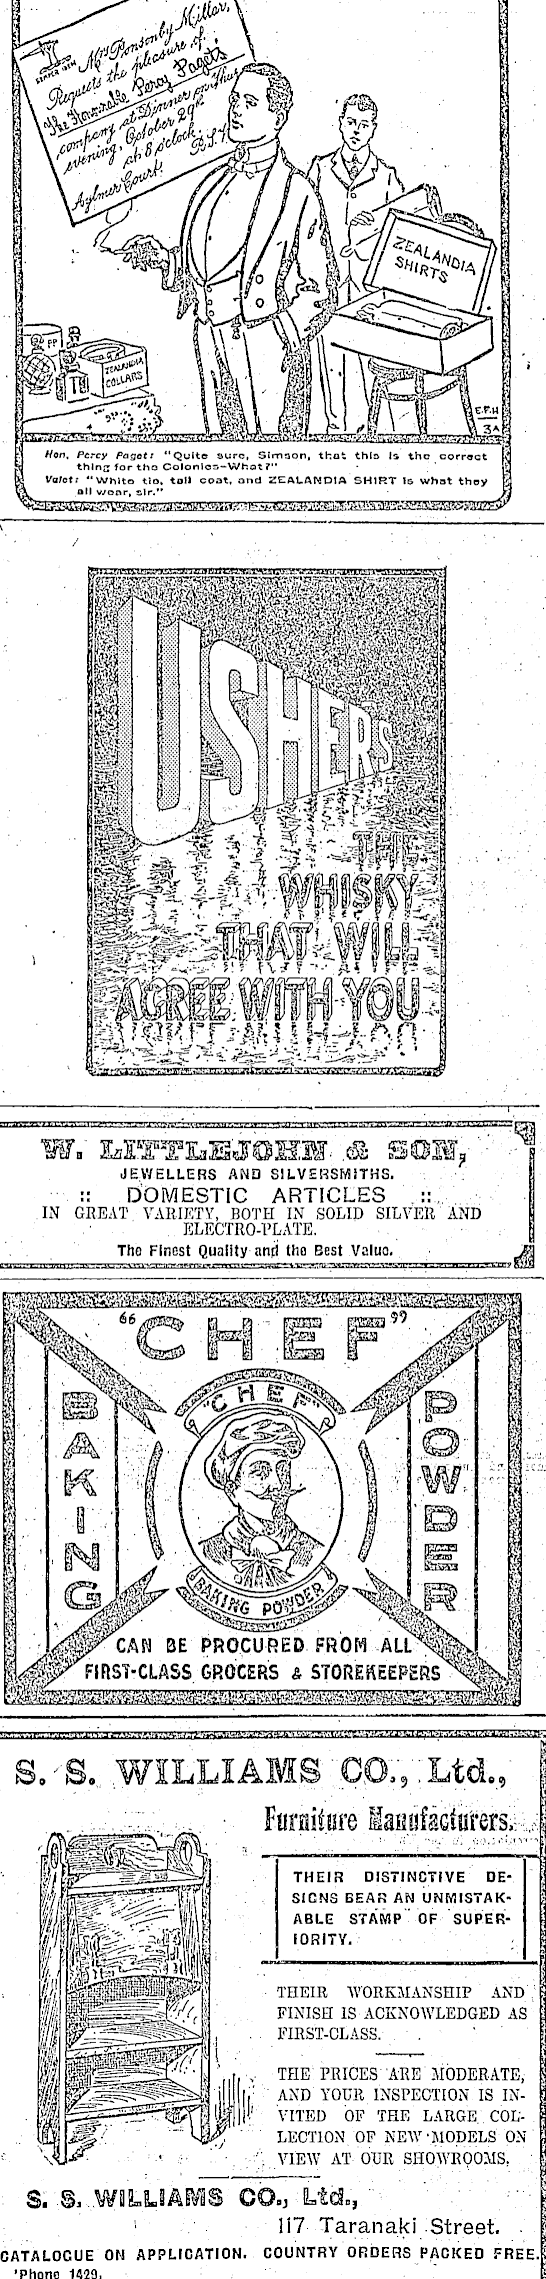 Mrs Ponsonby Millar,
Requests the pleasure of
The Honorable Percy Paget's
company at Dinner on Thurs
evening, October 29th
at 8 o'clock.
R.S.V.
Aylmer Court.
ZEALANDIA
SHIRTS
PP
ZEALANDIA
COLLARS
E.F.H
3A
Hon. Percy Paget: "Quite sure, Simson, that this is the correct
thing for the Colonies–What?"
Valet: "White tie, tail coat, and ZEALANDIA SHIRT is what they
all wear, sir."
USHERS
THE
WHISKY
THAT WILL
AGREE WITH YOU
W. LITTLEJOHN & SON,
JEWELLERS AND SILVERSMITHS.
:: DOMESTIC ARTICLES ::
IN GREAT VARIETY, BOTH IN SOLID SILVER AND
ELECTRO-PLATE.
The Finest Quality and the Best Value.
"CHEF"
BAKING
"CHEF"
BAKING POWDER
POWDER
CAN BE PROCURED FROM ALL
FIRST-CLASS GROCERS & STOREKEEPERS
S. S. WILLIAMS CO., Ltd.,
Furniture Manufacturers.
THEIR DISTINCTIVE DE-
SIGNS BEAR AN UNMISTAK-
ABLE STAMP OF SUPER-
IORITY.
THEIR WORKMANSHIP AND
FINISH IS ACKNOWLEDGED AS
FIRST-CLASS.
THE PRICES ARE MODERATE,
AND YOUR INSPECTION IS IN-
VITED OF THE LARGE COL-
LECTION OF NEW MODELS ON
VIEW AT OUR SHOWROOMS.
S. S. WILLIAMS CO., Ltd.,
117 Taranaki Street.
CATALOGUE ON APPLICATION. COUNTRY ORDERS PACKED FREE.
'Phone 1429.